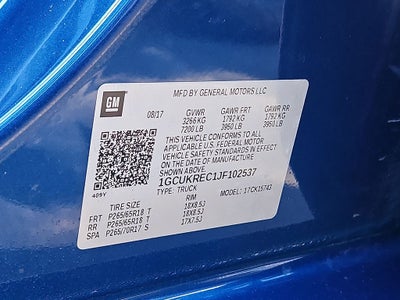 GM
MFD BY GENERAL MOTORS LLC
08/17 GVWR GAWR FRT GAWR RR
3266 KG 1792 KG 1792 KG
7200 LB 3950 LB 3950 LB
THIS VEHICLE CONFORMS TO ALL
APPLICABLE U.S. FEDERAL MOTOR
VEHICLE SAFETY STANDARDS IN EFFECT
ON THE DATE OF MANUFACTURE
SHOWN ABOVE.
1GCUKREC1JF102537
TYPE: TRUCK MODEL: 17CK15743
409Y
TIRE SIZE RIM
FRT P265/65R18 T 18X8.5J
RR P265/65R18 T 18X8.5J
SPA P265/70R17 S 17X7.5J